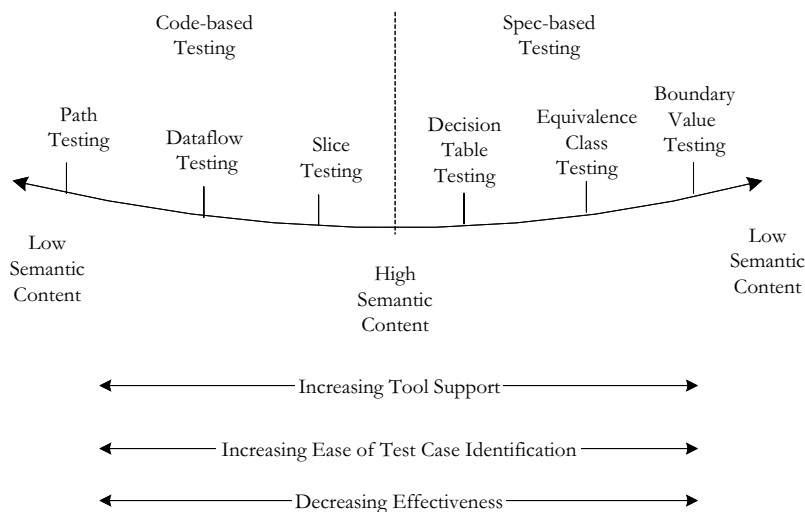 Code-based
Testing
Spec-based
Testing
Path
Testing
Dataflow
Testing
Slice
Testing
Decision
Table
Testing
Equivalence
Class
Testing
Boundary
Value
Testing
Low
Semantic
Content
High
Semantic
Content
Low
Semantic
Content
Increasing Tool Support
Increasing Ease of Test Case Identification
Decreasing Effectiveness